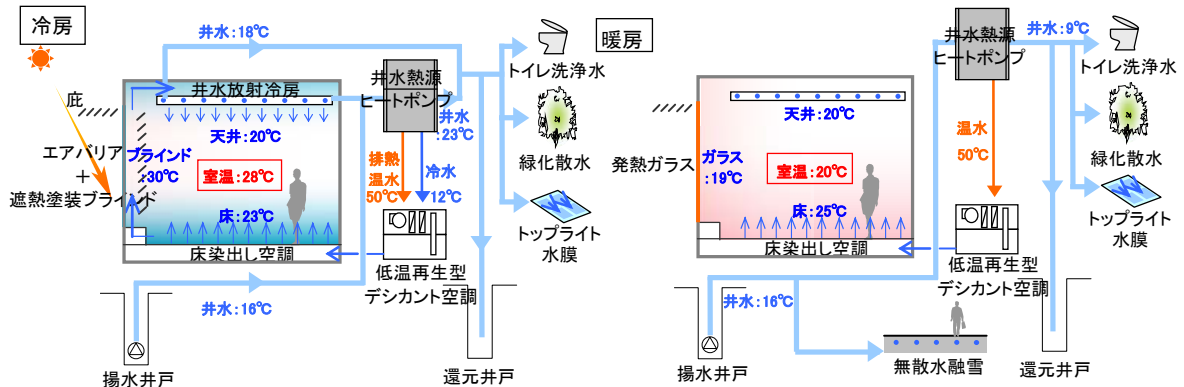 冷房
井水:18℃
井水放射冷房
天井:20℃
庇
エアバリア
+
遮熱塗装ブラインド
ブラインド
:30℃
室温:28℃
床:23℃
床染出し空調
井水熱源
ヒートポンプ
井水
:23℃
排熱
温水
50℃
冷水
12℃
低温再生型
デシカント空調
トイレ洗浄水
緑化散水
トップライト
水膜
井水:16℃
揚水井戸
還元井戸
暖房
井水熱源
ヒートポンプ
井水:9℃
トイレ洗浄水
緑化散水
トップライト
水膜
天井:20℃
発熱ガラス
ガラス
:19℃
室温:20℃
床:25℃
床染出し空調
温水
50℃
低温再生型
デシカント空調
井水:16℃
無散水融雪
揚水井戸
還元井戸